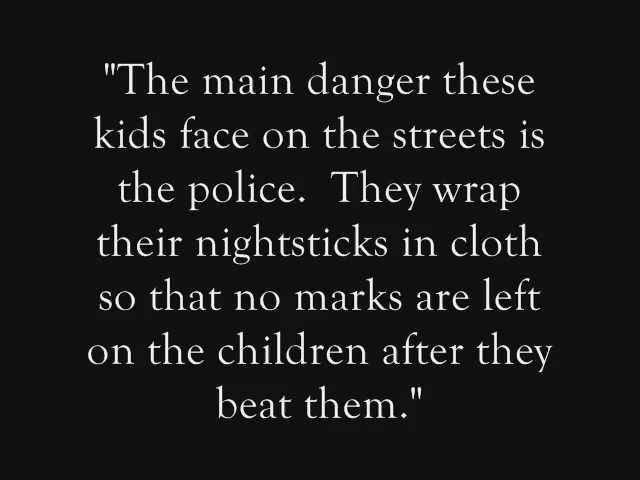 "The main danger these
kids face on the streets is
the police.  They wrap
their nightsticks in cloth
so that no marks are left
on the children after they
beat them."